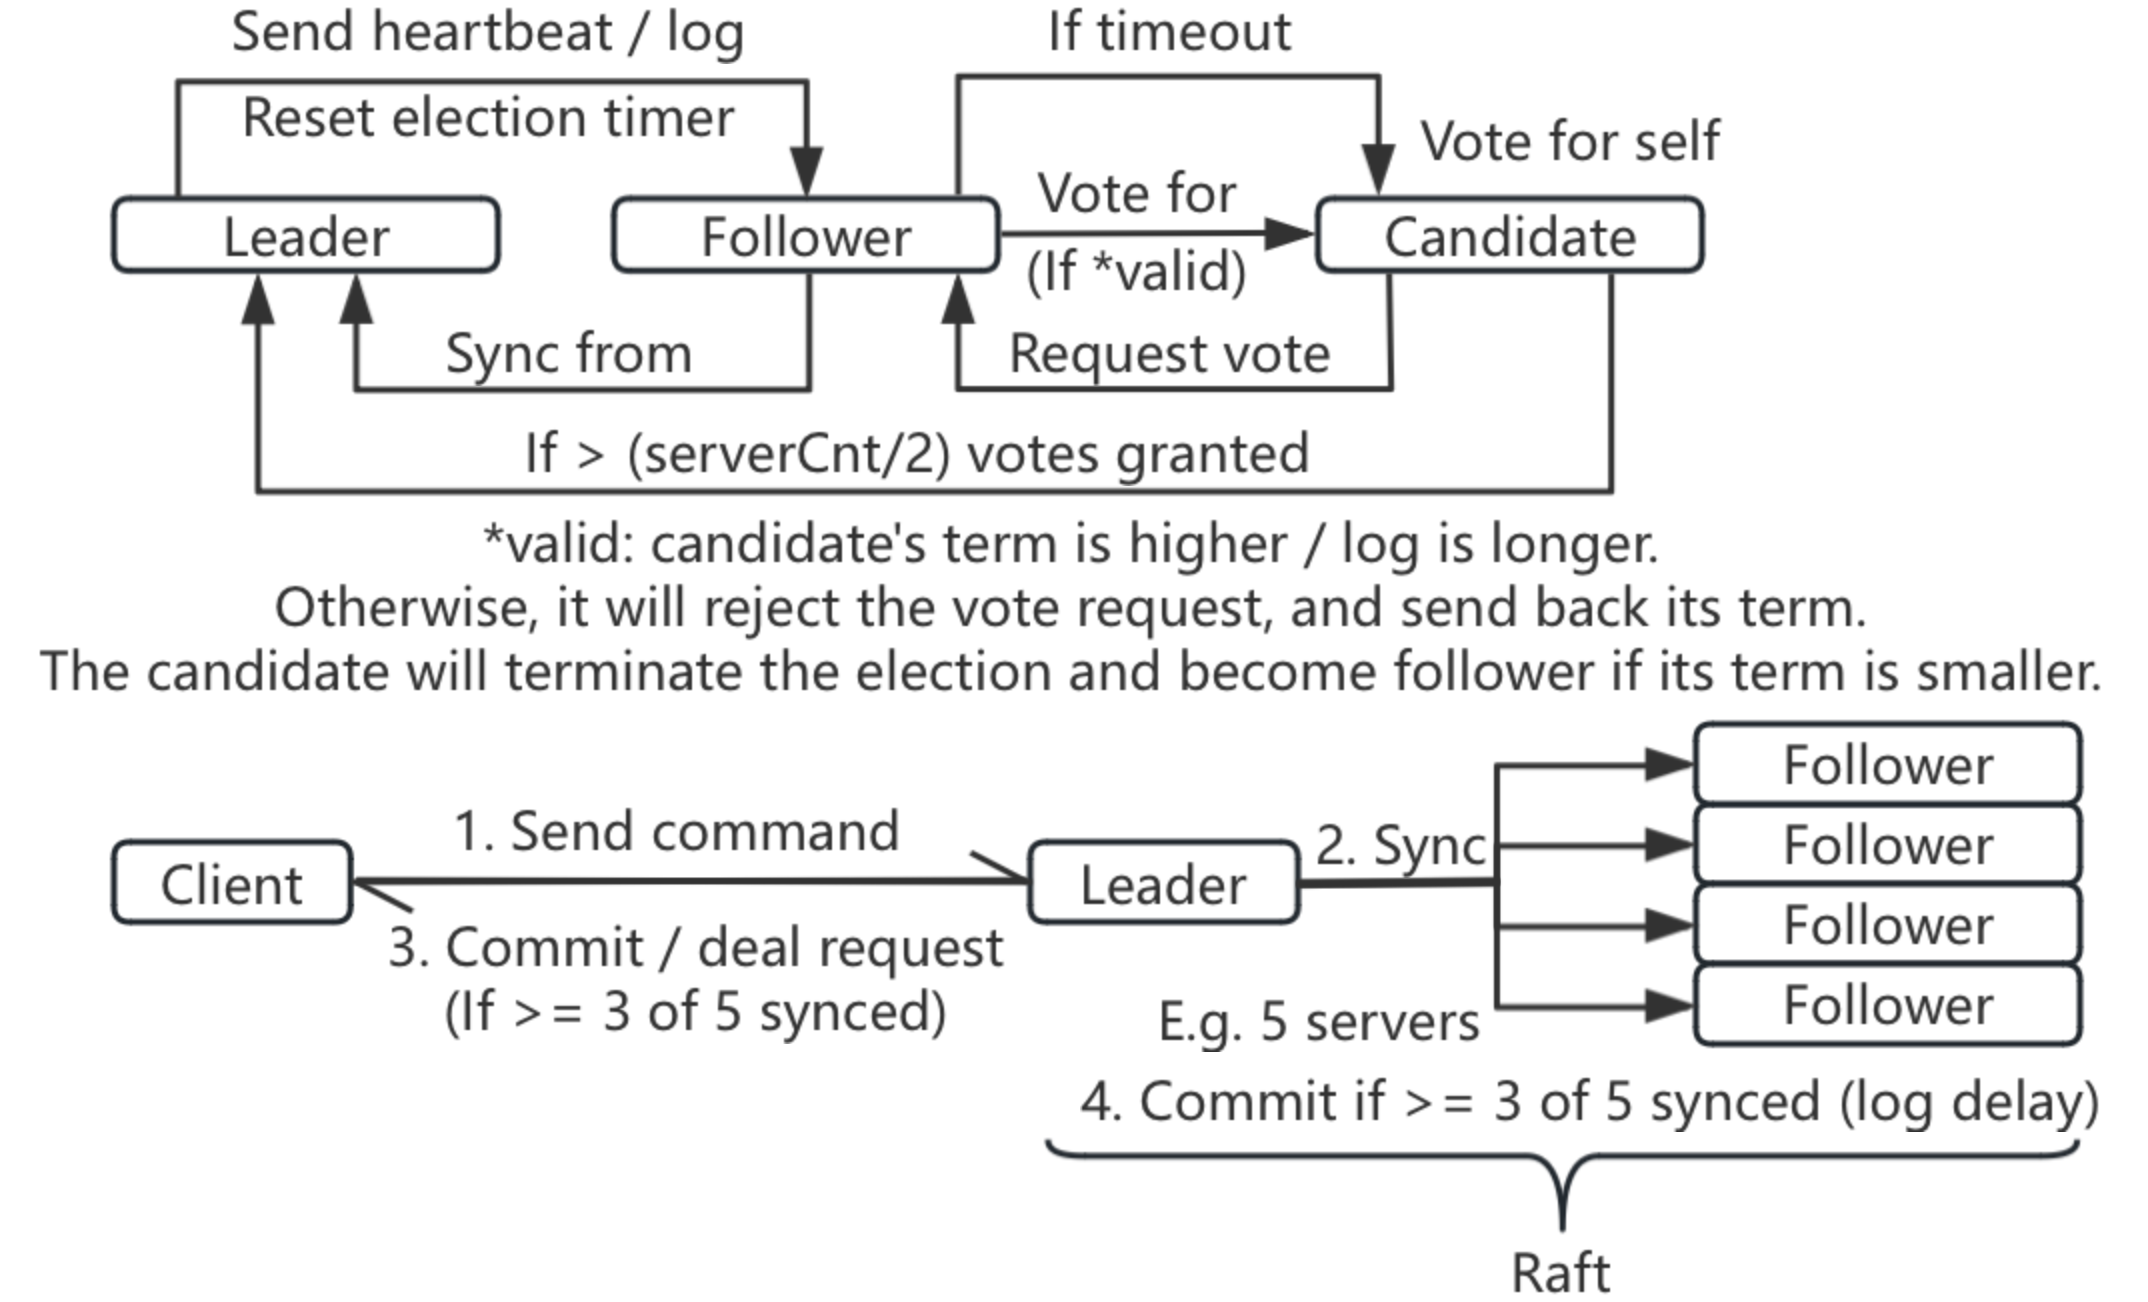 Send heartbeat / log
Reset election timer
If timeout
Vote for self
Leader
Follower
Vote for
(If *valid)
Candidate
Sync from
Request vote
If > (serverCnt/2) votes granted
*valid: candidate's term is higher / log is longer.
Otherwise, it will reject the vote request, and send back its term.
The candidate will terminate the election and become follower if its term is smaller.
Client
1. Send command
Leader
2. Sync
Follower
Follower
Follower
Follower
3. Commit / deal request
(If >= 3 of 5 synced)
E.g. 5 servers
4. Commit if >= 3 of 5 synced (log delay)
Raft